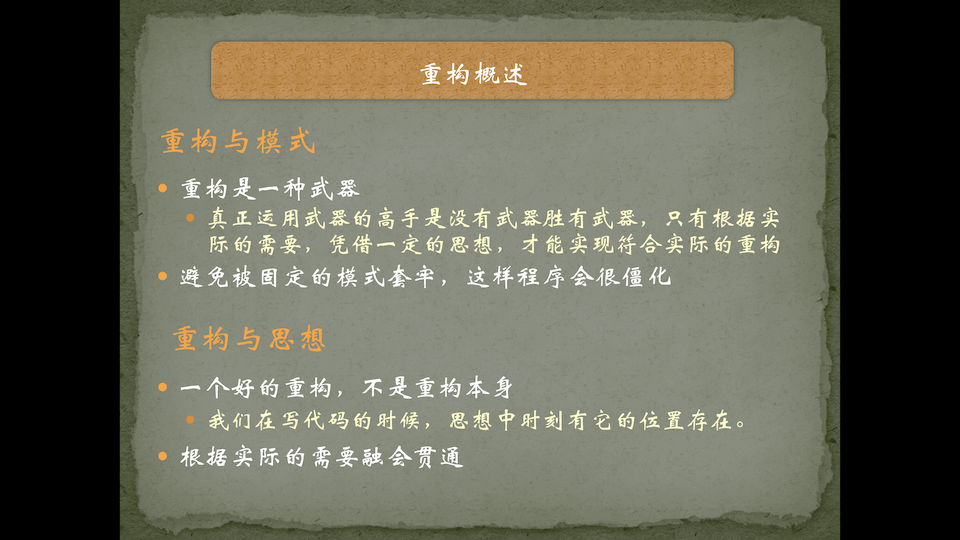 重构概述
重构与模式
重构是一种武器
真正运用武器的高手是没有武器胜有武器，只有根据实
际的需要，凭借一定的思想，才能实现符合实际的重构
避免被固定的模式套牢，这样程序会很僵化
重构与思想
一个好的重构，不是重构本身
我们在写代码的时候，思想中时刻有它的位置存在。
根据实际的需要融会贯通